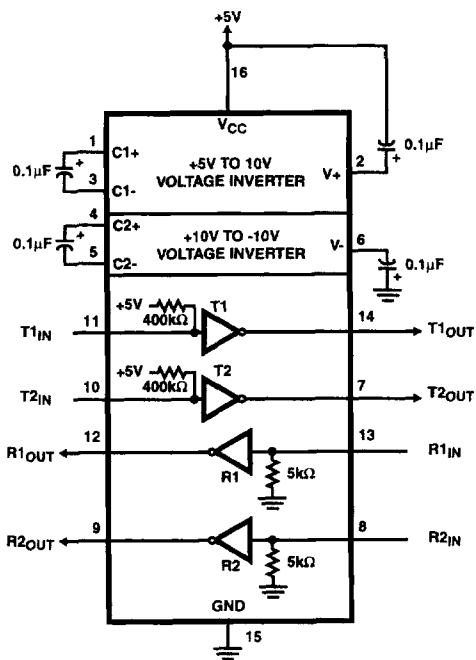 +5V
16
VCC
1
C1+
0.1µF
+
3
C1-
+5V TO 10V
VOLTAGE INVERTER
V+
2
+
0.1µF
4
C2+
0.1µF
+
5
C2-
+10V TO -10V
VOLTAGE INVERTER
V-
6
+
0.1µF
+5V
400kΩ
T1
T1IN
11
14
T1OUT
+5V
400kΩ
T2
T2IN
10
7
T2OUT
R1OUT
12
R1
5kΩ
13
R1IN
R2OUT
9
R2
5kΩ
8
R2IN
GND
15